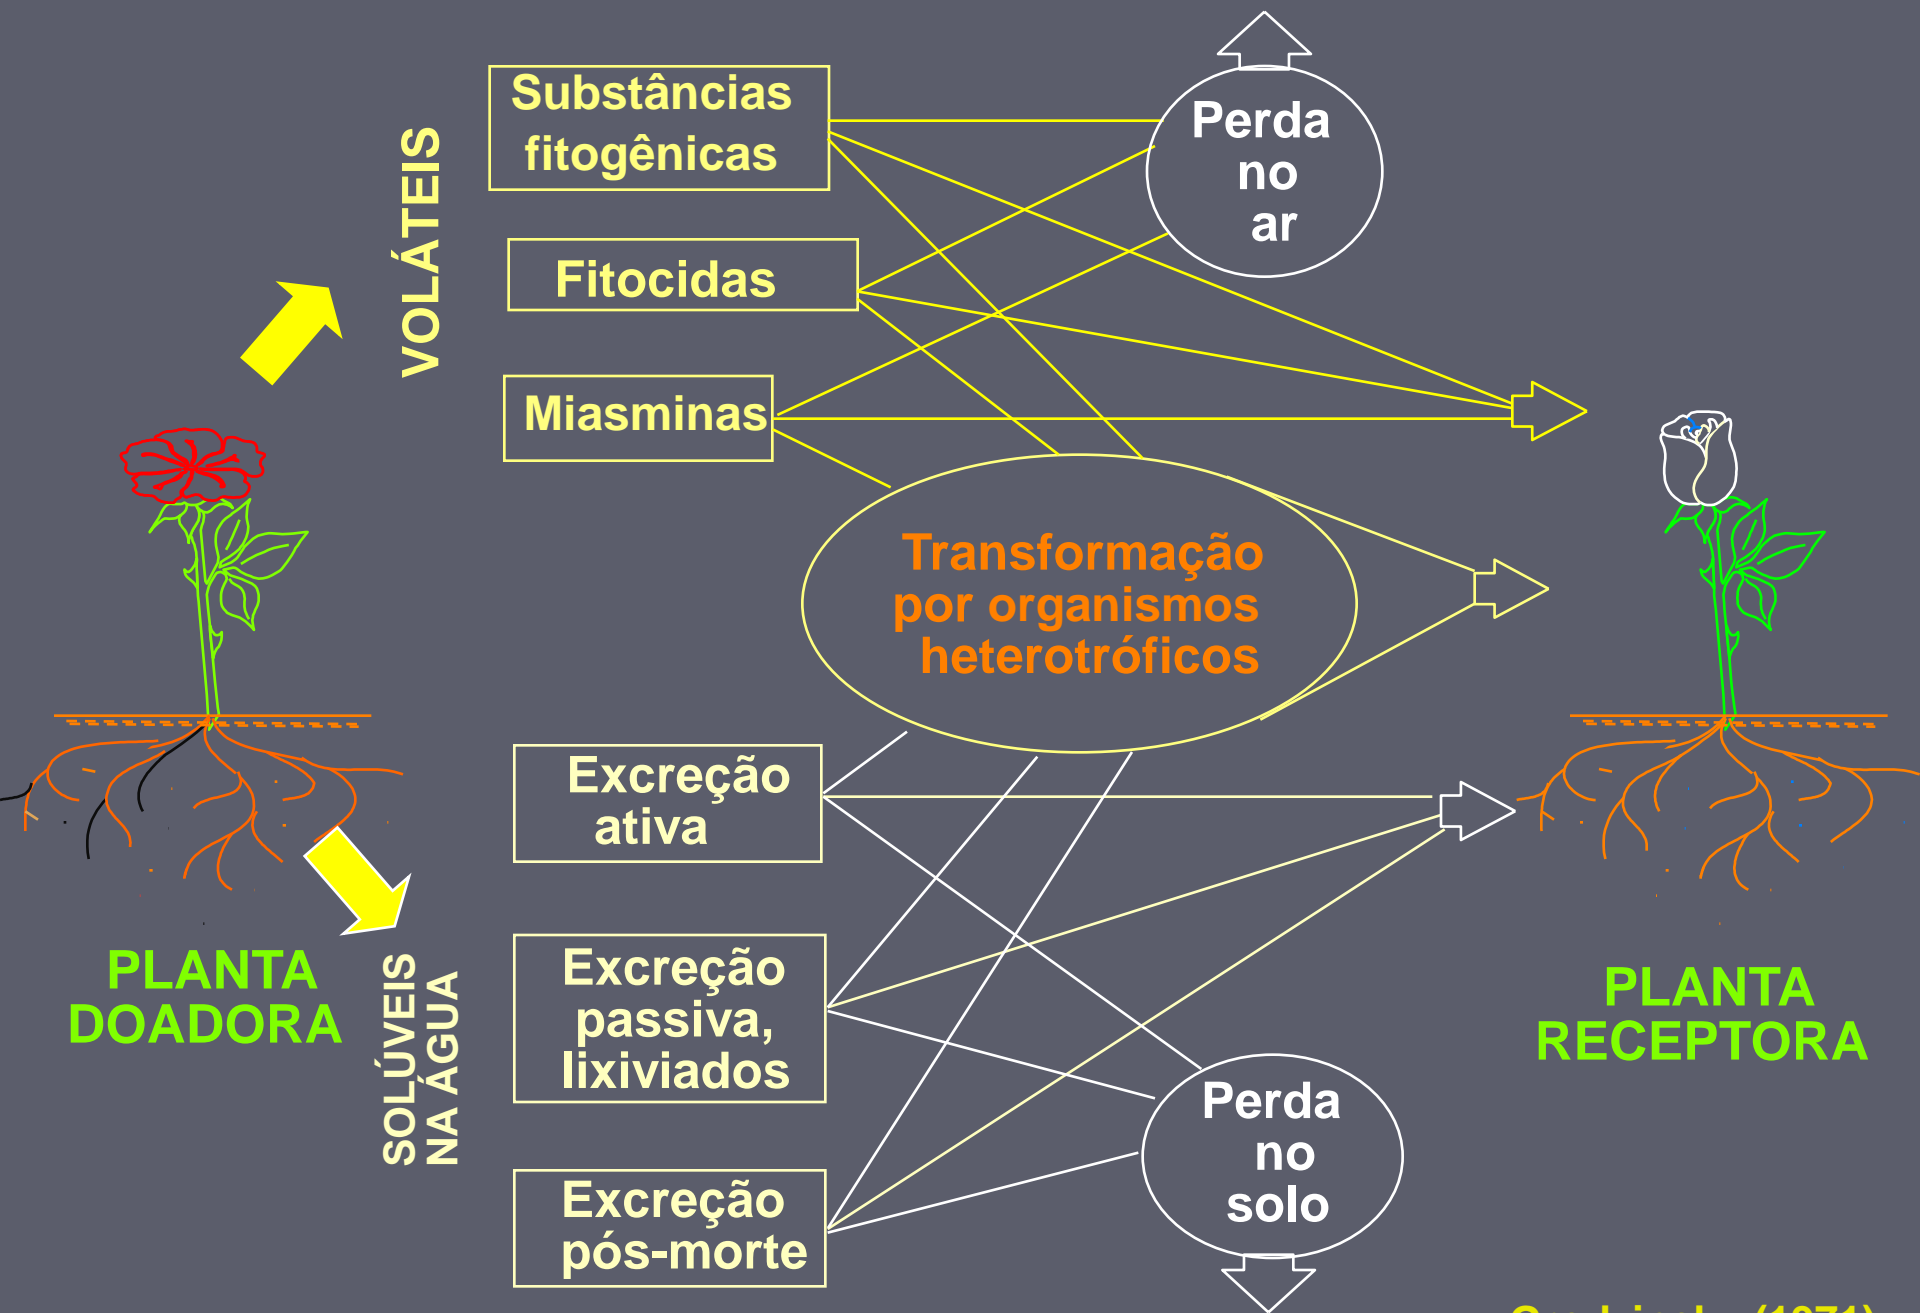 VOLÁTEIS
Substâncias
fitogênicas
Fitocidas
Miasminas
Perda
no
ar
Transformação
por organismos
heterotróficos
PLANTA
DOADORA
SOLÚVEIS
NA ÁGUA
Excreção
ativa
Excreção
passiva,
lixiviados
Excreção
pós-morte
Perda
no
solo
PLANTA
RECEPTORA
(1971)